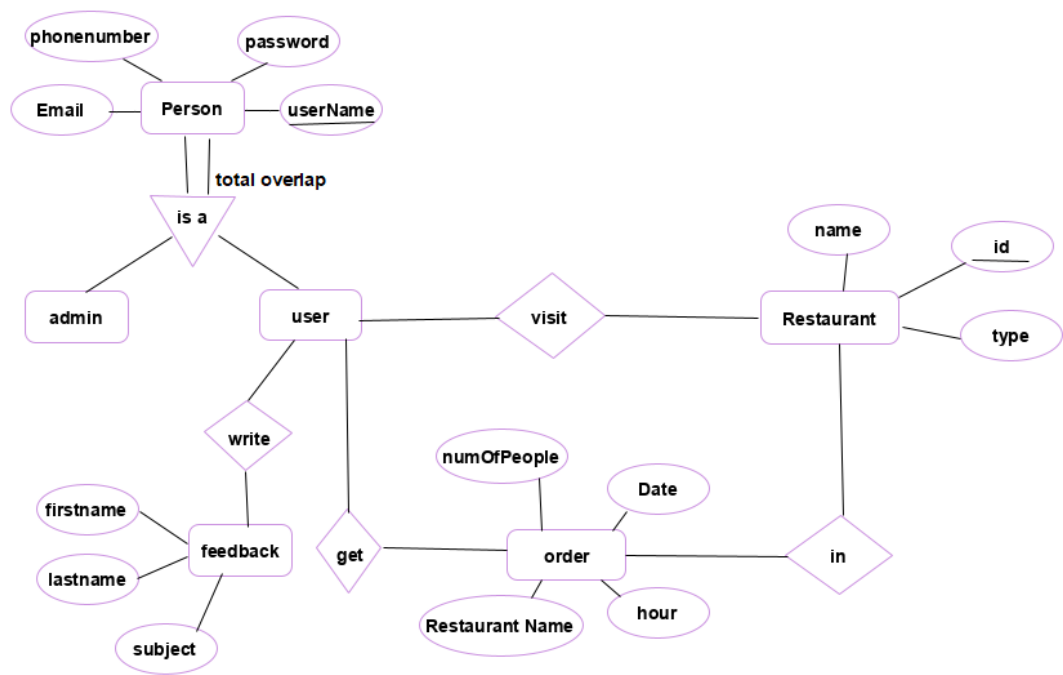 phonenumber
password
Email
Person
userName
total overlap
is a
name
id
admin
user
visit
Restaurant
type
write
numOfPeople
Date
firstname
feedback
get
order
in
lastname
Restaurant Name
hour
subject